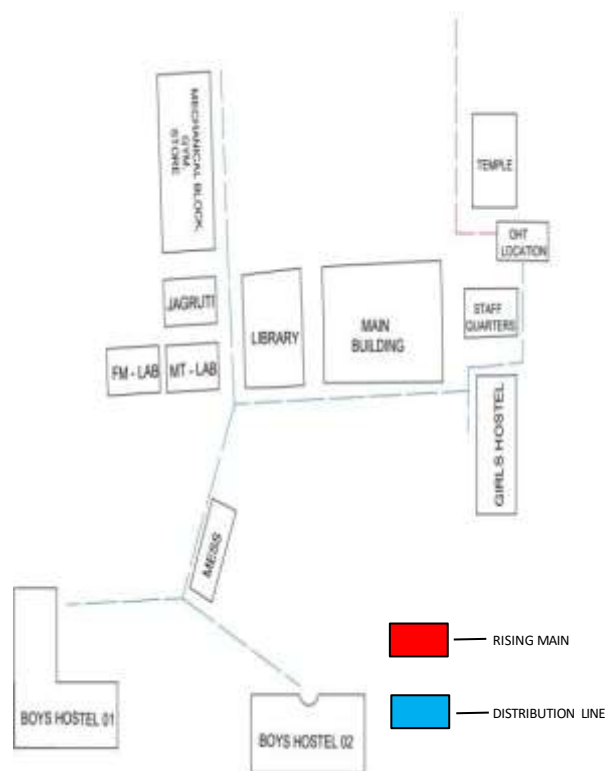 MECHANICAL BLOCK,
GYM,
STORE
TEMPLE
OHT
LOCATION
JAGRUTI
LIBRARY
MAIN
BUILDING
STAFF
QUARTERS
FM - LAB
MT - LAB
GIRLS HOSTEL
MESS
RISING MAIN
BOYS HOSTEL 01
BOYS HOSTEL 02
DISTRIBUTION LINE